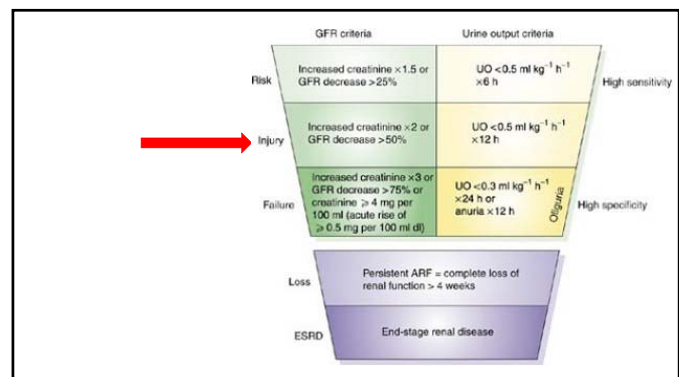 GFR criteria
Urine output criteria
Risk
Increased creatinine ×1.5 or
GFR decrease >25%
UO <0.5 ml kg⁻¹ h⁻¹
×6 h
High sensitivity
Injury
Increased creatinine ×2 or
GFR decrease >50%
UO <0.5 ml kg⁻¹ h⁻¹
×12 h
Failure
Increased creatinine ×3 or
GFR decrease >75% or
creatinine ⩾ 4 mg per
100 ml (acute rise of
⩾ 0.5 mg per 100 ml dl)
UO <0.3 ml kg⁻¹ h⁻¹
×24 h or
anuria ×12 h
Oliguria
High specificity
Loss
Persistent ARF = complete loss of
renal function > 4 weeks
ESRD
End-stage renal disease